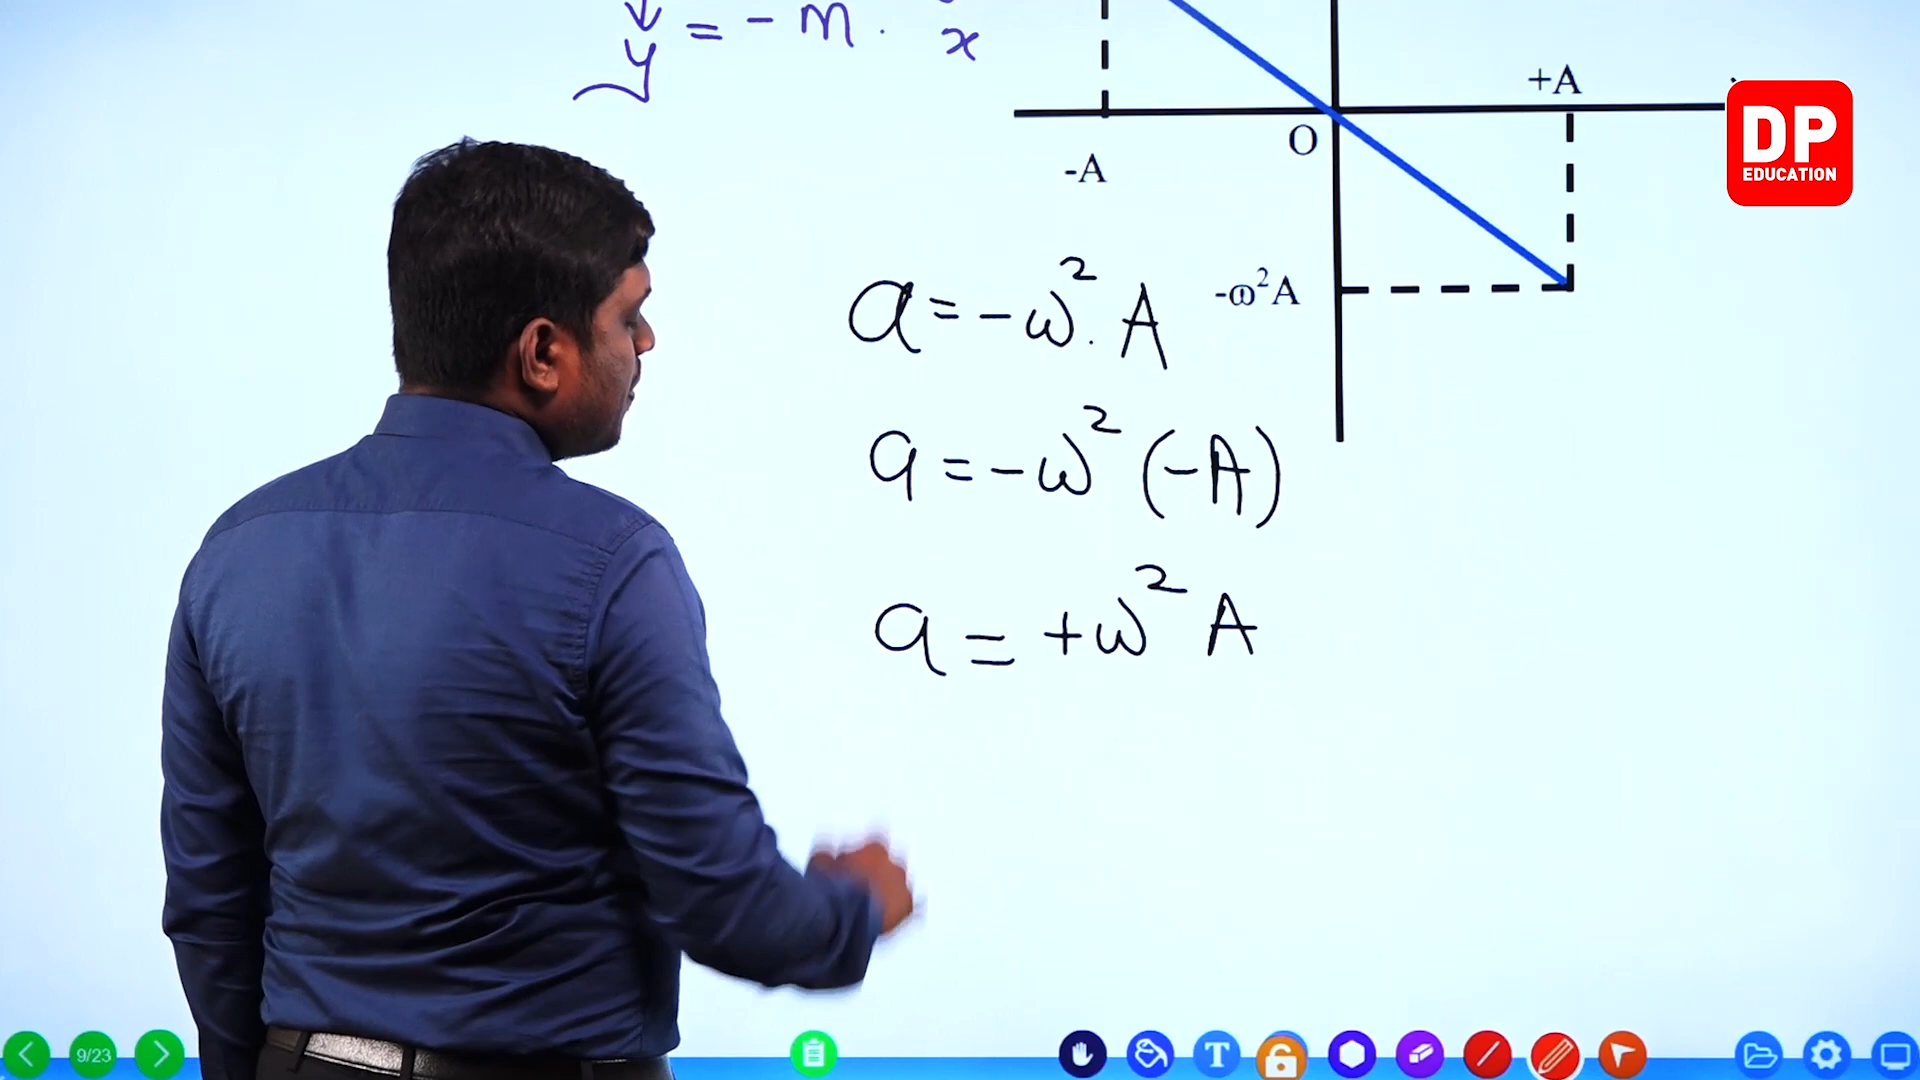 y = - m . x
+A
DP
EDUCATION
O
-A
a = - ω² . A
-ω²A
a = - ω² (-A)
a = + ω² A
9/23
T